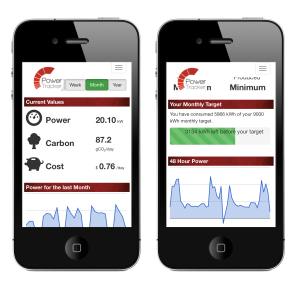 Power
Tracker
Week
Month
Year
Current Values
Power
20.10 kW
Carbon
87.2
gCO₂/day
Cost
$ 0.76 /day
Power for the last Month
Power
Tracker
Minimum
Your Monthly Target
You have consumed 5866 kWh of your 9000
kWh monthly target.
3134 kWh left before your target
48 Hour Power